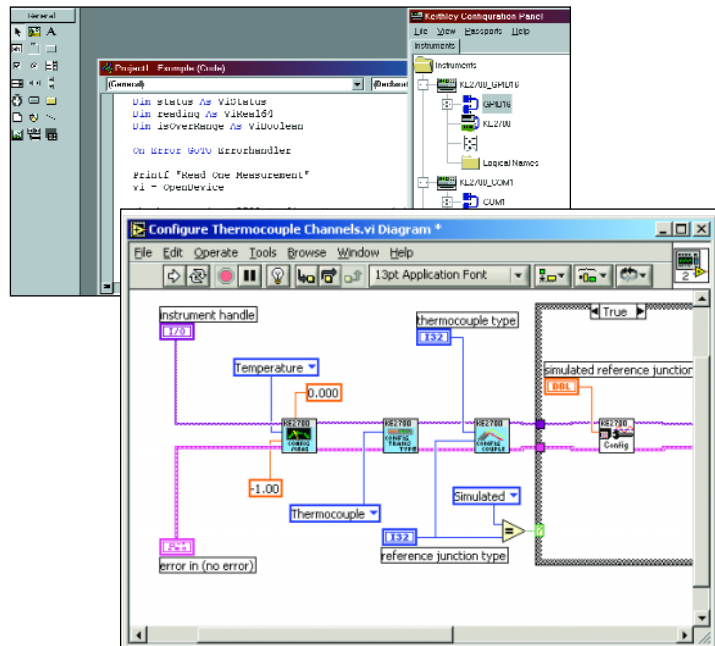 General
A
Project1 - Example (Code)
(General)
Dim status As ViStatus
Dim reading As ViReal64
Dim isOverRange As ViBoolean
On Error GoTo Errorhandler
Printf "Read One Measurement"
vi = OpenDevice
Keithley Configuration Panel
File View Passports Help
Instruments
Instruments
KE2700_GPIB16
GPIB16
KE2700
Logical Names
KE2700_COM1
COM1
Configure Thermocouple Channels.vi Diagram *
File Edit Operate Tools Browse Window Help
13pt Application Font
2
instrument handle
I/O
thermocouple type
I32
True
simulated reference junction
DBL
Temperature
0.000
KE2700
CONFIG
MEAS
KE2700
CONFIG
TRANS
TYPE
KE2700
CONFIG
COUPLE
KE2700
Config
-1.00
Thermocouple
Simulated
=
?
I32
reference junction type
error in (no error)